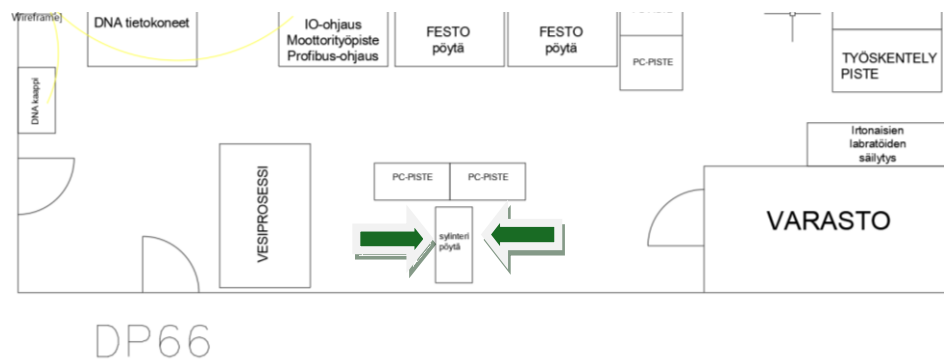 Wireframe]
DNA tietokoneet
IO-ohjaus
Moottorityöpiste
Profibus-ohjaus
FESTO
pöytä
FESTO
pöytä
PC-PISTE
TYÖSKENTELY
PISTE
DNA kaappi
Irtonaisien
labratöiden
säilytys
VESIPROSESSI
PC-PISTE
PC-PISTE
sylinteri
pöytä
VARASTO
DP66